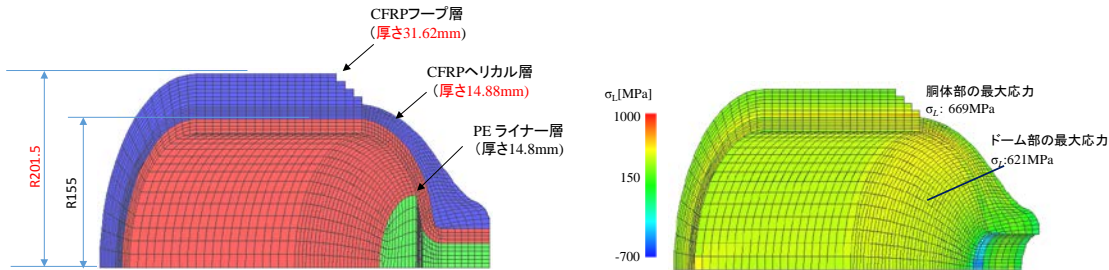 CFRPフープ層
（厚さ31.62mm）
CFRPヘリカル層
（厚さ14.88mm）
PE ライナー層
（厚さ14.8mm）
R201.5
R155
σL[MPa]
1000
150
-700
胴体部の最大応力
σL: 669MPa
ドーム部の最大応力
σL:621MPa